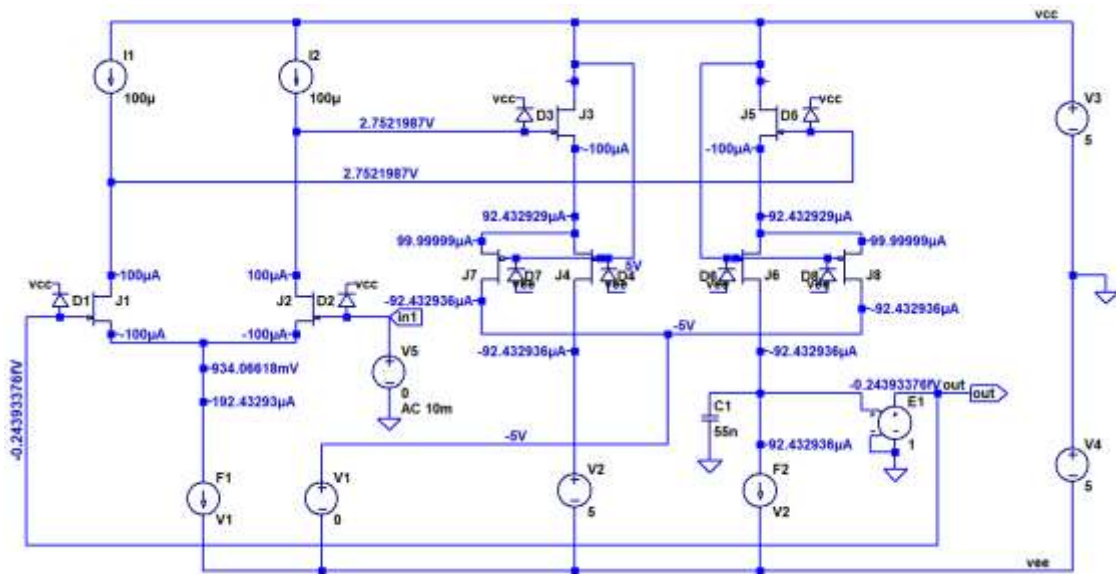 vcc
I1
100µ
I2
100µ
vcc
D3
J3
J5
D6
vcc
V3
5
2.7521987V
-100µA
-100µA
2.7521987V
92.432929µA
-92.432929µA
99.99999µA
-99.99999µA
5V
J7
D7
J4
D4
J6
D8
J8
vcc
D1
J1
100µA
100µA
J2
D2
vcc
in1
-92.432936µA
-92.432936µA
-100µA
-100µA
-5V
934.06618mV
192.43293µA
V5
0
AC 10m
-92.432936µA
-92.432936µA
-0.24393376fV
out
out
E1
1
C1
55n
-0.24393376fV
-5V
-92.432936µA
F1
V1
V1
0
V2
5
F2
V2
V4
5
vee